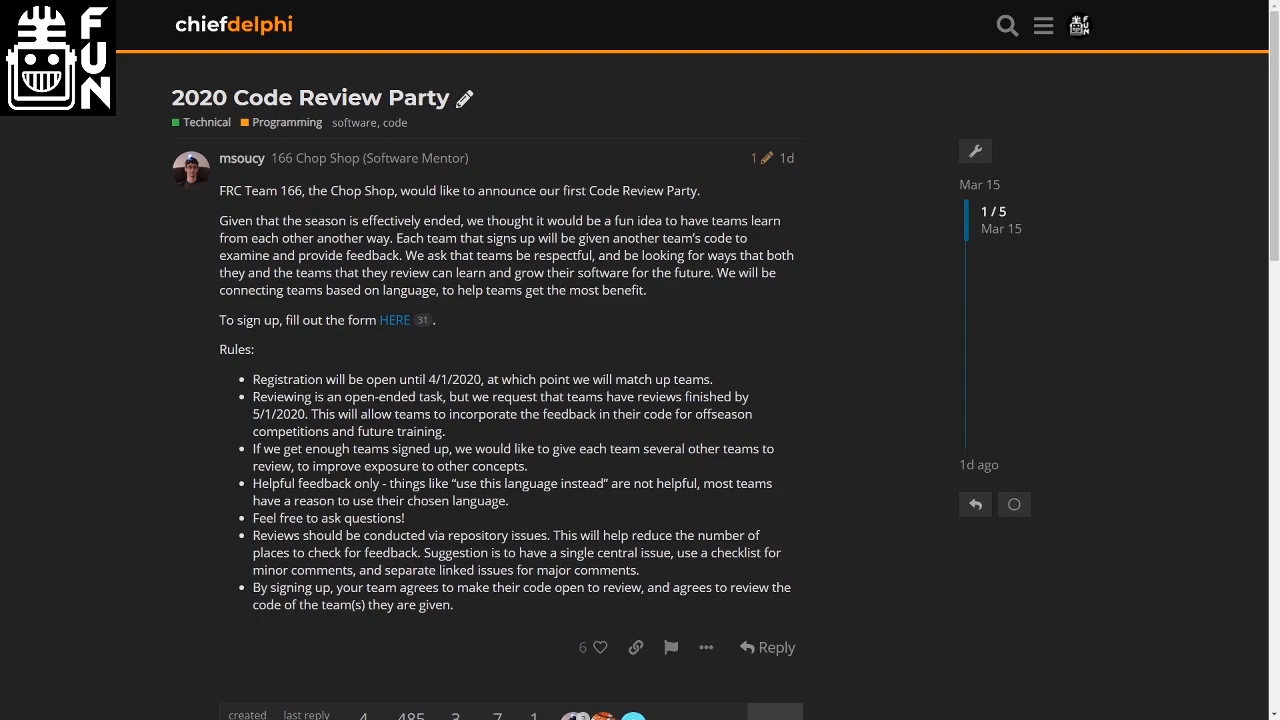 FUN
chiefdelphi
FUN
2020 Code Review Party
Technical Programming software, code
msoucy 166 Chop Shop (Software Mentor) 1 1d
FRC Team 166, the Chop Shop, would like to announce our first Code Review Party.
Given that the season is effectively ended, we thought it would be a fun idea to have teams learn
from each other another way. Each team that signs up will be given another team's code to
examine and provide feedback. We ask that teams be respectful, and be looking for ways that both
they and the teams that they review can learn and grow their software for the future. We will be
connecting teams based on language, to help teams get the most benefit.
To sign up, fill out the form HERE 31 .
Rules:
• Registration will be open until 4/1/2020, at which point we will match up teams.
• Reviewing is an open-ended task, but we request that teams have reviews finished by
5/1/2020. This will allow teams to incorporate the feedback in their code for offseason
competitions and future training.
• If we get enough teams signed up, we would like to give each team several other teams to
review, to improve exposure to other concepts.
• Helpful feedback only - things like “use this language instead” are not helpful, most teams
have a reason to use their chosen language.
• Feel free to ask questions!
• Reviews should be conducted via repository issues. This will help reduce the number of
places to check for feedback. Suggestion is to have a single central issue, use a checklist for
minor comments, and separate linked issues for major comments.
• By signing up, your team agrees to make their code open to review, and agrees to review the
code of the team(s) they are given.
6 Reply
created last reply 4 485 3 7 1
Mar 15
1 / 5
Mar 15
1d ago